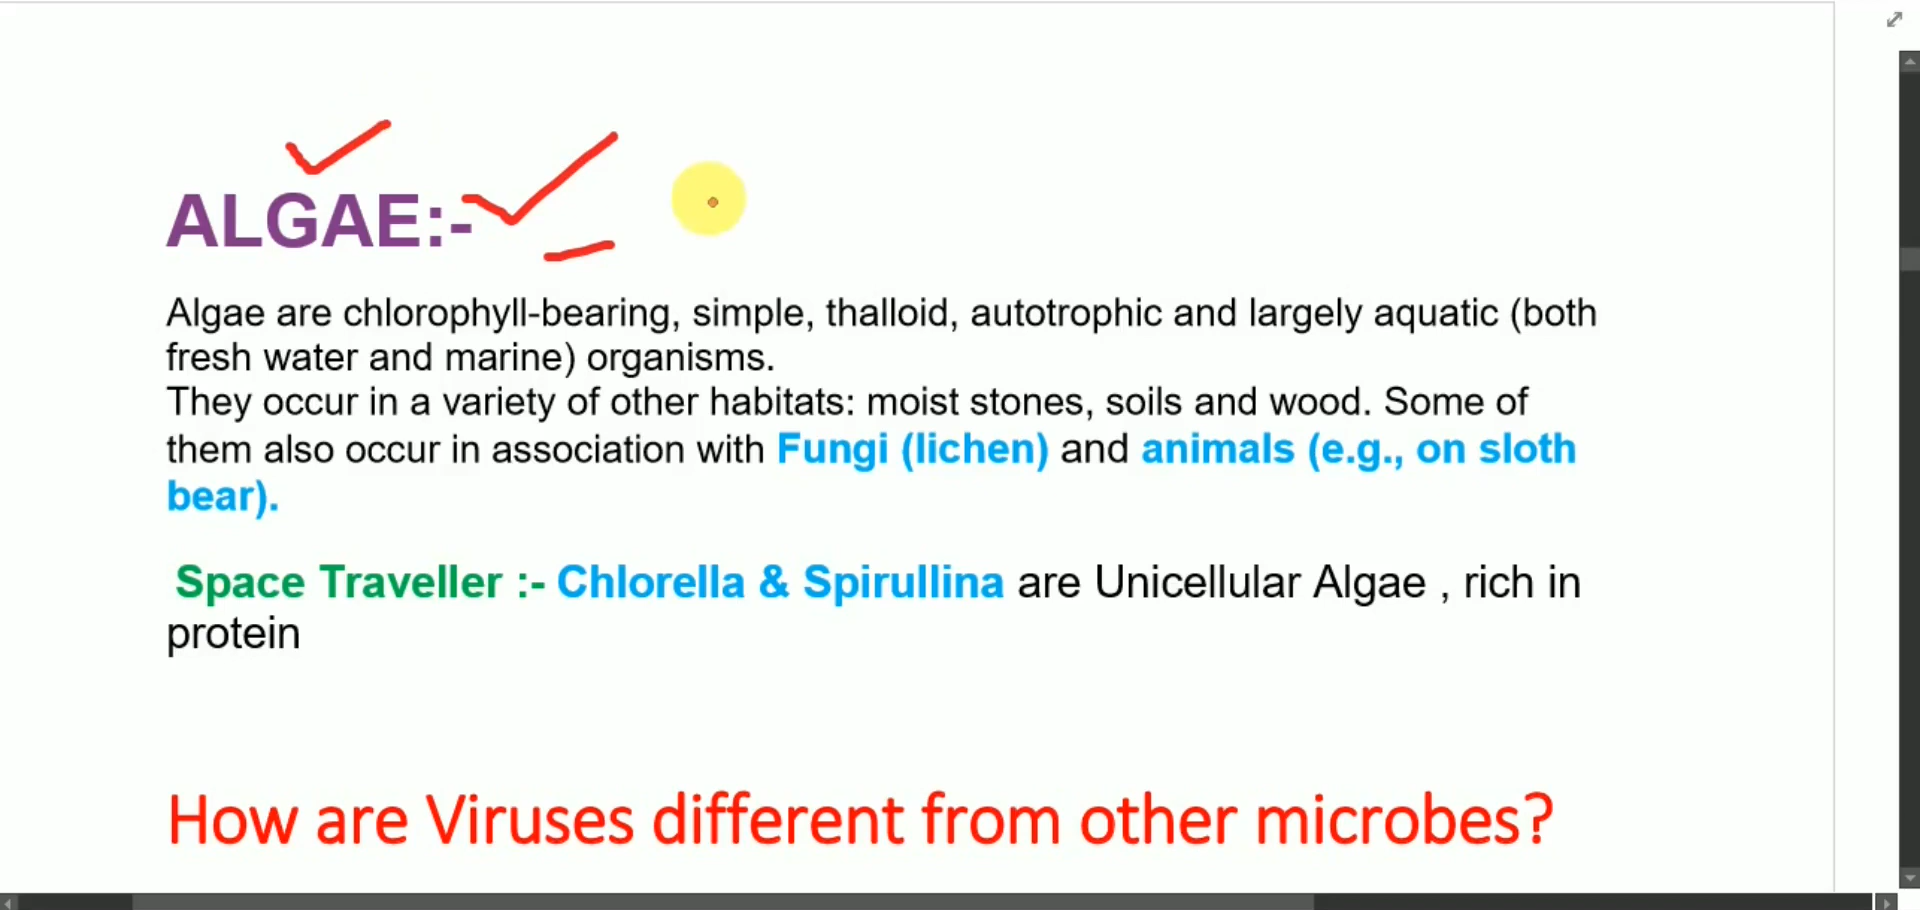 ALGAE:-
Algae are chlorophyll-bearing, simple, thalloid, autotrophic and largely aquatic (both
fresh water and marine) organisms.
They occur in a variety of other habitats: moist stones, soils and wood. Some of
them also occur in association with Fungi (lichen) and animals (e.g., on sloth
bear).
Space Traveller :- Chlorella & Spirullina are Unicellular Algae , rich in
protein
How are Viruses different from other microbes?